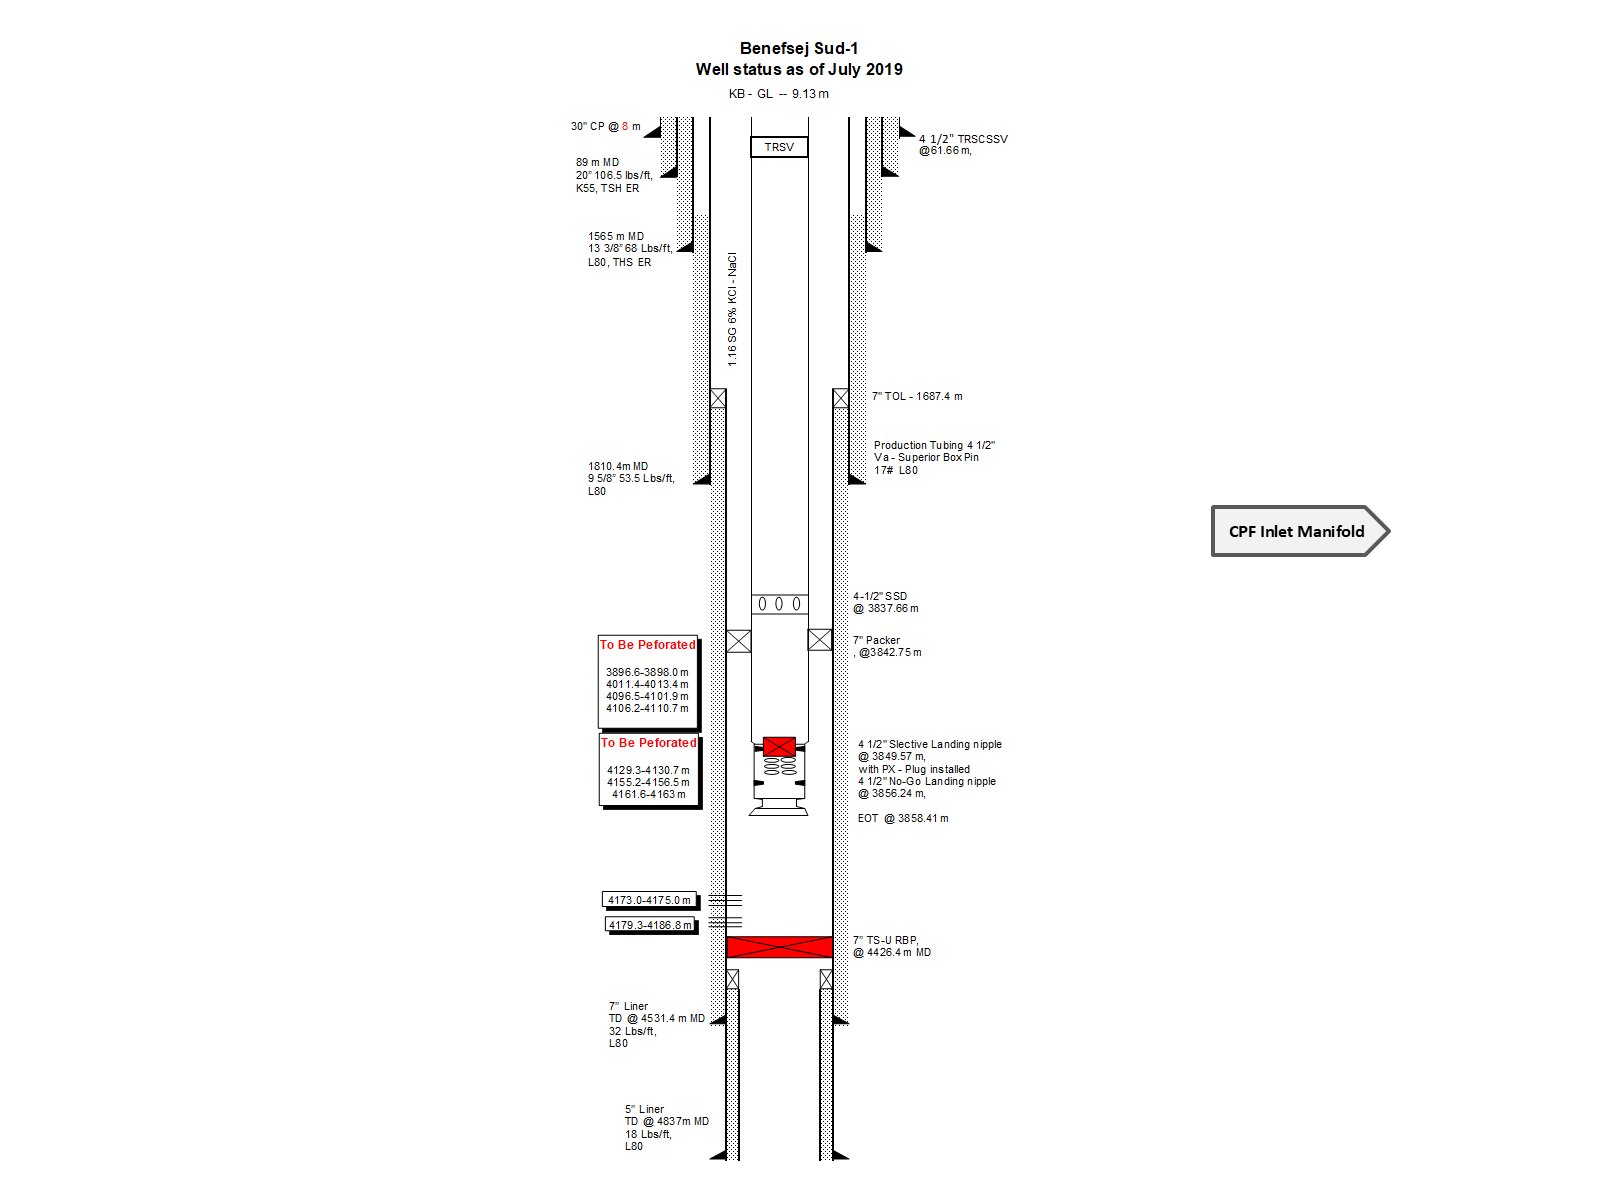 Benefsej Sud-1
Well status as of July 2019
KB - GL -- 9.13 m
30" CP @ 8 m
4 1/2" TRSCSSV
@61.66 m,
TRSV
89 m MD
20" 106.5 lbs/ft,
K55, TSH ER
1565 m MD
13 3/8" 68 Lbs/ft,
L80, THS ER
1.16 SG 6% KCl - NaCl
7" TOL - 1687.4 m
Production Tubing 4 1/2"
Va - Superior Box Pin
17# L80
1810.4m MD
9 5/8" 53.5 Lbs/ft,
L80
CPF Inlet Manifold
4-1/2" SSD
@ 3837.66 m
7" Packer
, @3842.75 m
To Be Peforated
3896.6-3898.0 m
4011.4-4013.4 m
4096.5-4101.9 m
4106.2-4110.7 m
To Be Peforated
4129.3-4130.7 m
4155.2-4156.5 m
4161.6-4163 m
4 1/2" Slective Landing nipple
@ 3849.57 m,
with PX - Plug installed
4 1/2" No-Go Landing nipple
@ 3856.24 m,
EOT @ 3858.41 m
4173.0-4175.0 m
4179.3-4186.8 m
7" TS-U RBP,
@ 4426.4 m MD
7" Liner
TD @ 4531.4 m MD
32 Lbs/ft,
L80
5" Liner
TD @ 4837m MD
18 Lbs/ft,
L80